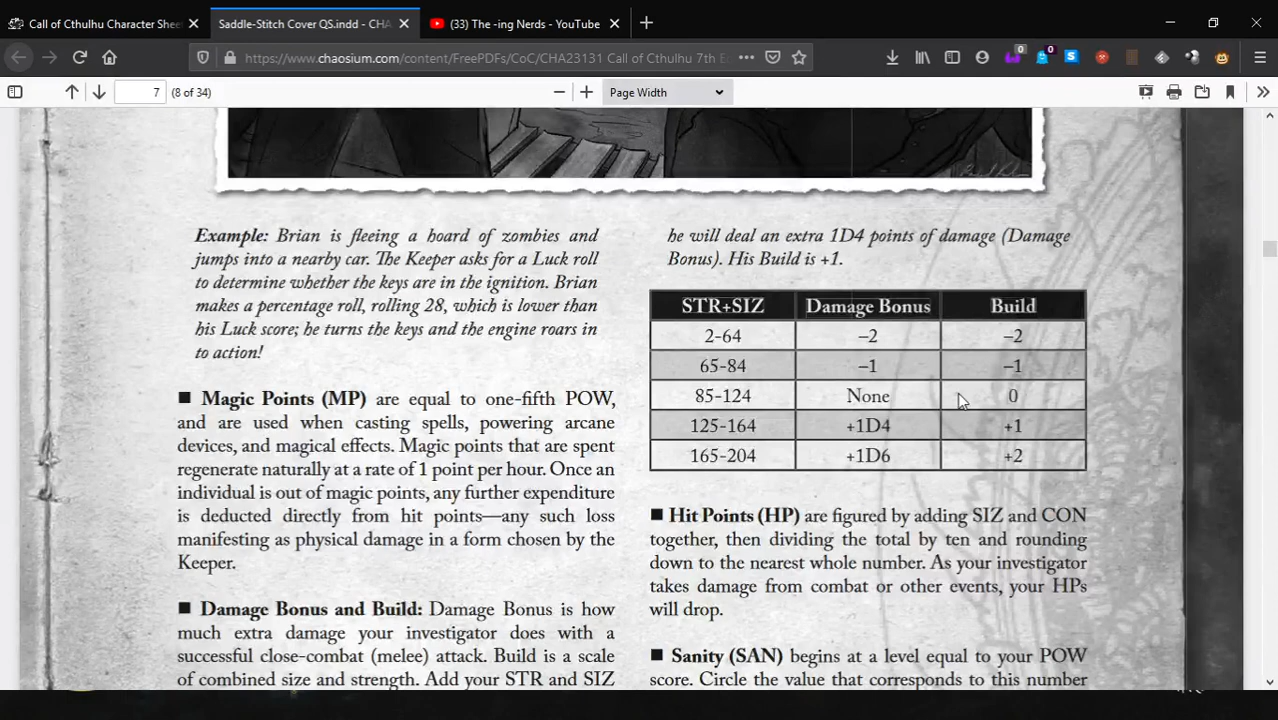 Call of Cthulhu Character Sheet
Saddle-Stitch Cover QS.indd - CHA
(33) The -ing Nerds - YouTube
https://www.chaosium.com/content/FreePDFs/CoC/CHA23131 Call of Cthulhu 7th Ed
0
0
7
(8 of 34)
Page Width
Example: Brian is fleeing a hoard of zombies and
jumps into a nearby car. The Keeper asks for a Luck roll
to determine whether the keys are in the ignition. Brian
makes a percentage roll, rolling 28, which is lower than
his Luck score; he turns the keys and the engine roars in
to action!
■ Magic Points (MP) are equal to one-fifth POW,
and are used when casting spells, powering arcane
devices, and magical effects. Magic points that are spent
regenerate naturally at a rate of 1 point per hour. Once an
individual is out of magic points, any further expenditure
is deducted directly from hit points—any such loss
manifesting as physical damage in a form chosen by the
Keeper.
■ Damage Bonus and Build: Damage Bonus is how
much extra damage your investigator does with a
successful close-combat (melee) attack. Build is a scale
of combined size and strength. Add your STR and SIZ
he will deal an extra 1D4 points of damage (Damage
Bonus). His Build is +1.
STR+SIZ Damage Bonus Build
2-64 –2 –2
65-84 –1 –1
85-124 None 0
125-164 +1D4 +1
165-204 +1D6 +2
■ Hit Points (HP) are figured by adding SIZ and CON
together, then dividing the total by ten and rounding
down to the nearest whole number. As your investigator
takes damage from combat or other events, your HPs
will drop.
■ Sanity (SAN) begins at a level equal to your POW
score. Circle the value that corresponds to this number